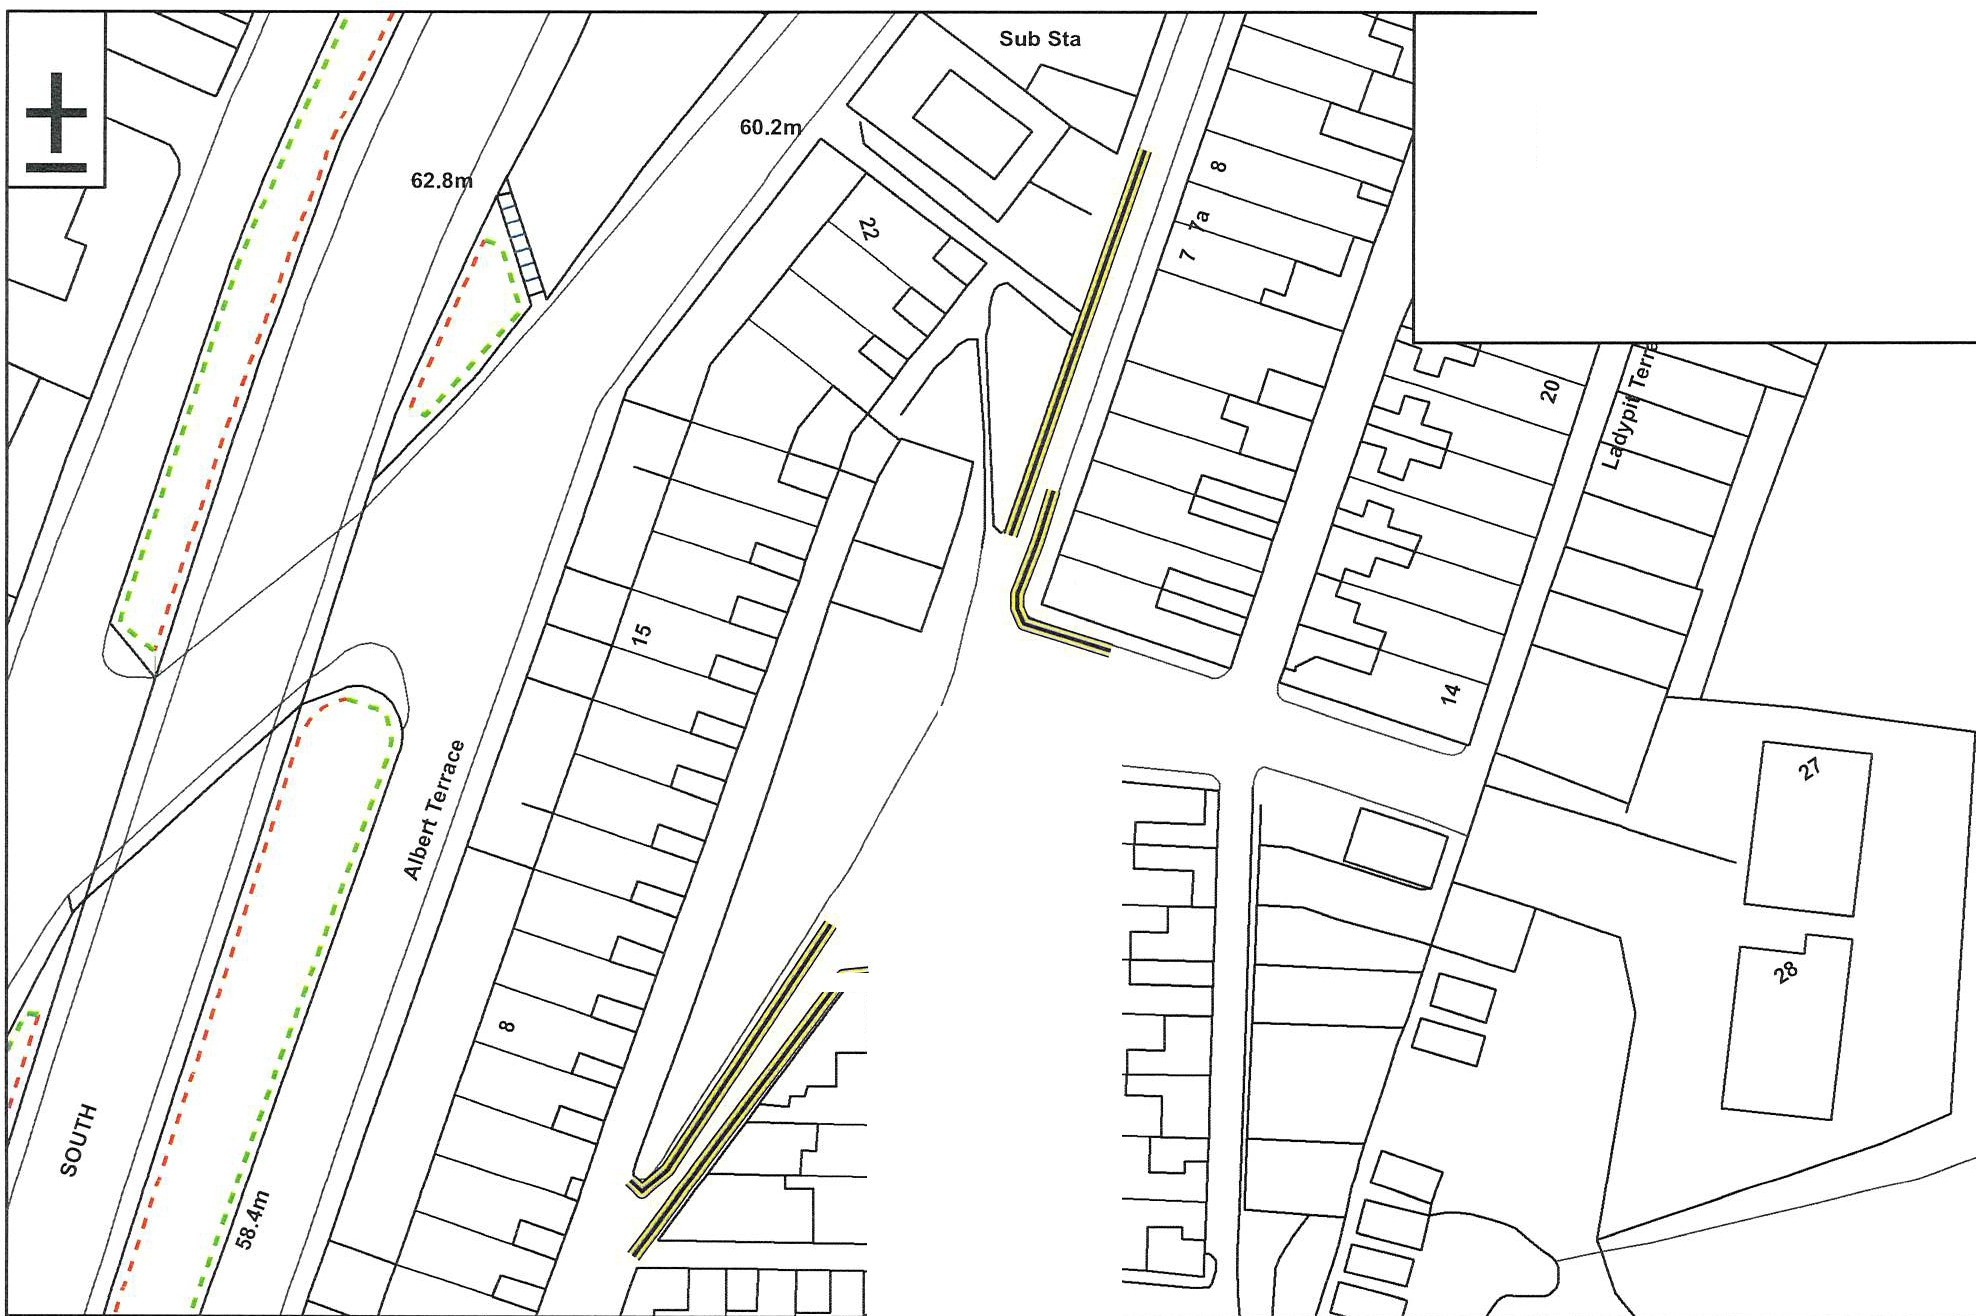 Sub Sta
60.2m
62.8m
8
7a
7
22
20
Ladypit Terra
15
14
Albert Terrace
27
28
8
SOUTH
58.4m